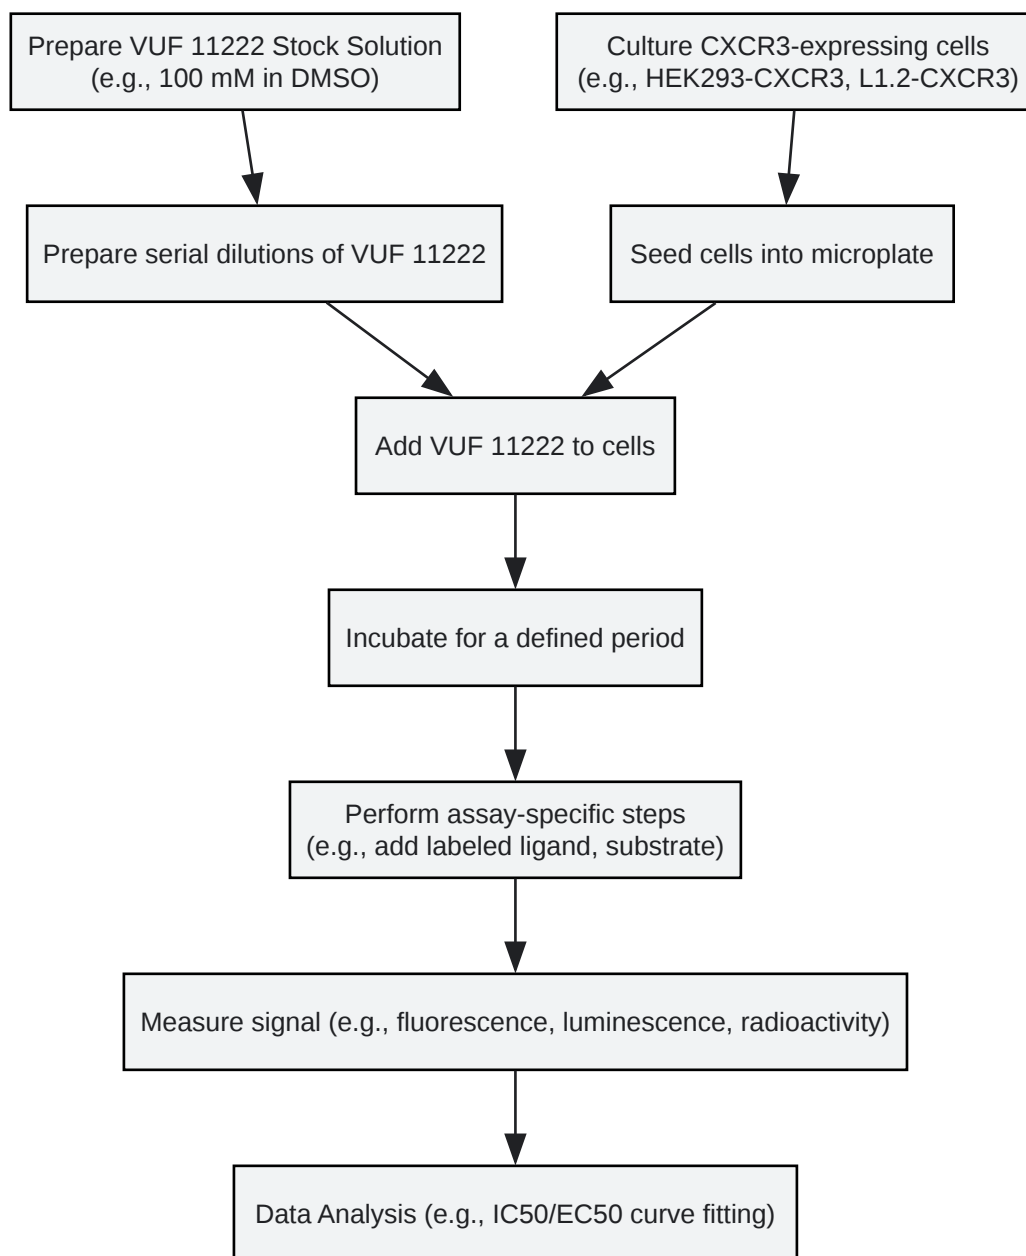 Prepare VUF 11222 Stock Solution
(e.g., 100 mM in DMSO)
Culture CXCR3-expressing cells
(e.g., HEK293-CXCR3, L1.2-CXCR3)
Prepare serial dilutions of VUF 11222
Seed cells into microplate
Add VUF 11222 to cells
Incubate for a defined period
Perform assay-specific steps
(e.g., add labeled ligand, substrate)
Measure signal (e.g., fluorescence, luminescence, radioactivity)
Data Analysis (e.g., IC50/EC50 curve fitting)